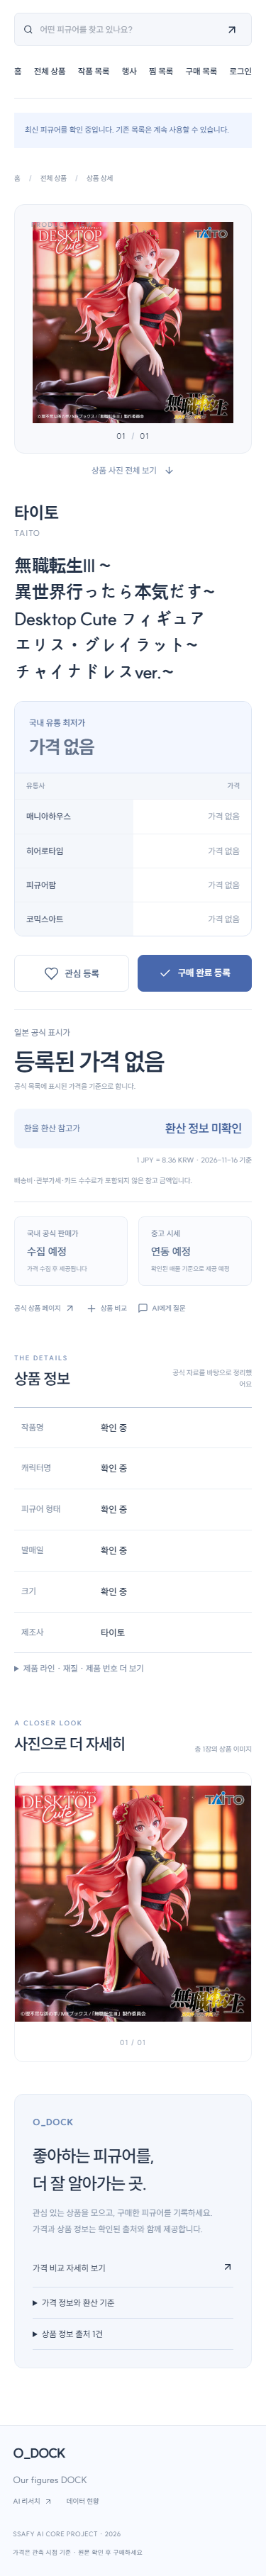 어떤 피규어를 찾고 있나요?
홈 전체 상품 작품 목록 행사 찜 목록 구매 목록 로그인
최신 피규어를 확인 중입니다. 기존 목록은 계속 사용할 수 있습니다.
홈 / 전체 상품 / 상품 상세
DESKTOP Cute
TAITO
01 / 01
상품 사진 전체 보기
타이토
TAITO
無職転生Ⅲ ~
異世界行ったら本気だす~
Desktop Cute フィギュア
エリス・グレイラット~
チャイナドレスver.~
국내 유통 최저가
가격 없음
유통사 가격
매니아하우스 가격 없음
히어로타임 가격 없음
피규어팜 가격 없음
코믹스아트 가격 없음
관심 등록
구매 완료 등록
일본 공식 표시가
등록된 가격 없음
공식 목록에 표시된 가격을 기준으로 합니다.
환율 환산 참고가 환산 정보 미확인
1 JPY = 8.36 KRW · 2026-11-16 기준
배송비·관부가세·카드 수수료가 포함되지 않은 참고 금액입니다.
국내 공식 판매가
수집 예정
가격 수집 후 제공됩니다
중고 시세
연동 예정
확인된 매물 기준으로 제공 예정
공식 상품 페이지 상품 비교 AI에게 질문
THE DETAILS
상품 정보
공식 자료를 바탕으로 정리했
어요
작품명 확인 중
캐릭터명 확인 중
피규어 형태 확인 중
발매일 확인 중
크기 확인 중
제조사 타이토
제품 라인 · 재질 · 제품 번호 더 보기
A CLOSER LOOK
사진으로 더 자세히
총 1장의 상품 이미지
DESKTOP Cute
TAITO
無職転生
01 / 01
O_DOCK
좋아하는 피규어를,
더 잘 알아가는 곳.
관심 있는 상품을 모으고, 구매한 피규어를 기록하세요.
가격과 상품 정보는 확인된 출처와 함께 제공합니다.
가격 비교 자세히 보기
가격 정보와 환산 기준
상품 정보 출처 1건
O_DOCK
Our figures DOCK
AI 리서치 데이터 현황
SSAFY AI CORE PROJECT · 2026
가격은 관측 시점 기준 · 원문 확인 후 구매하세요